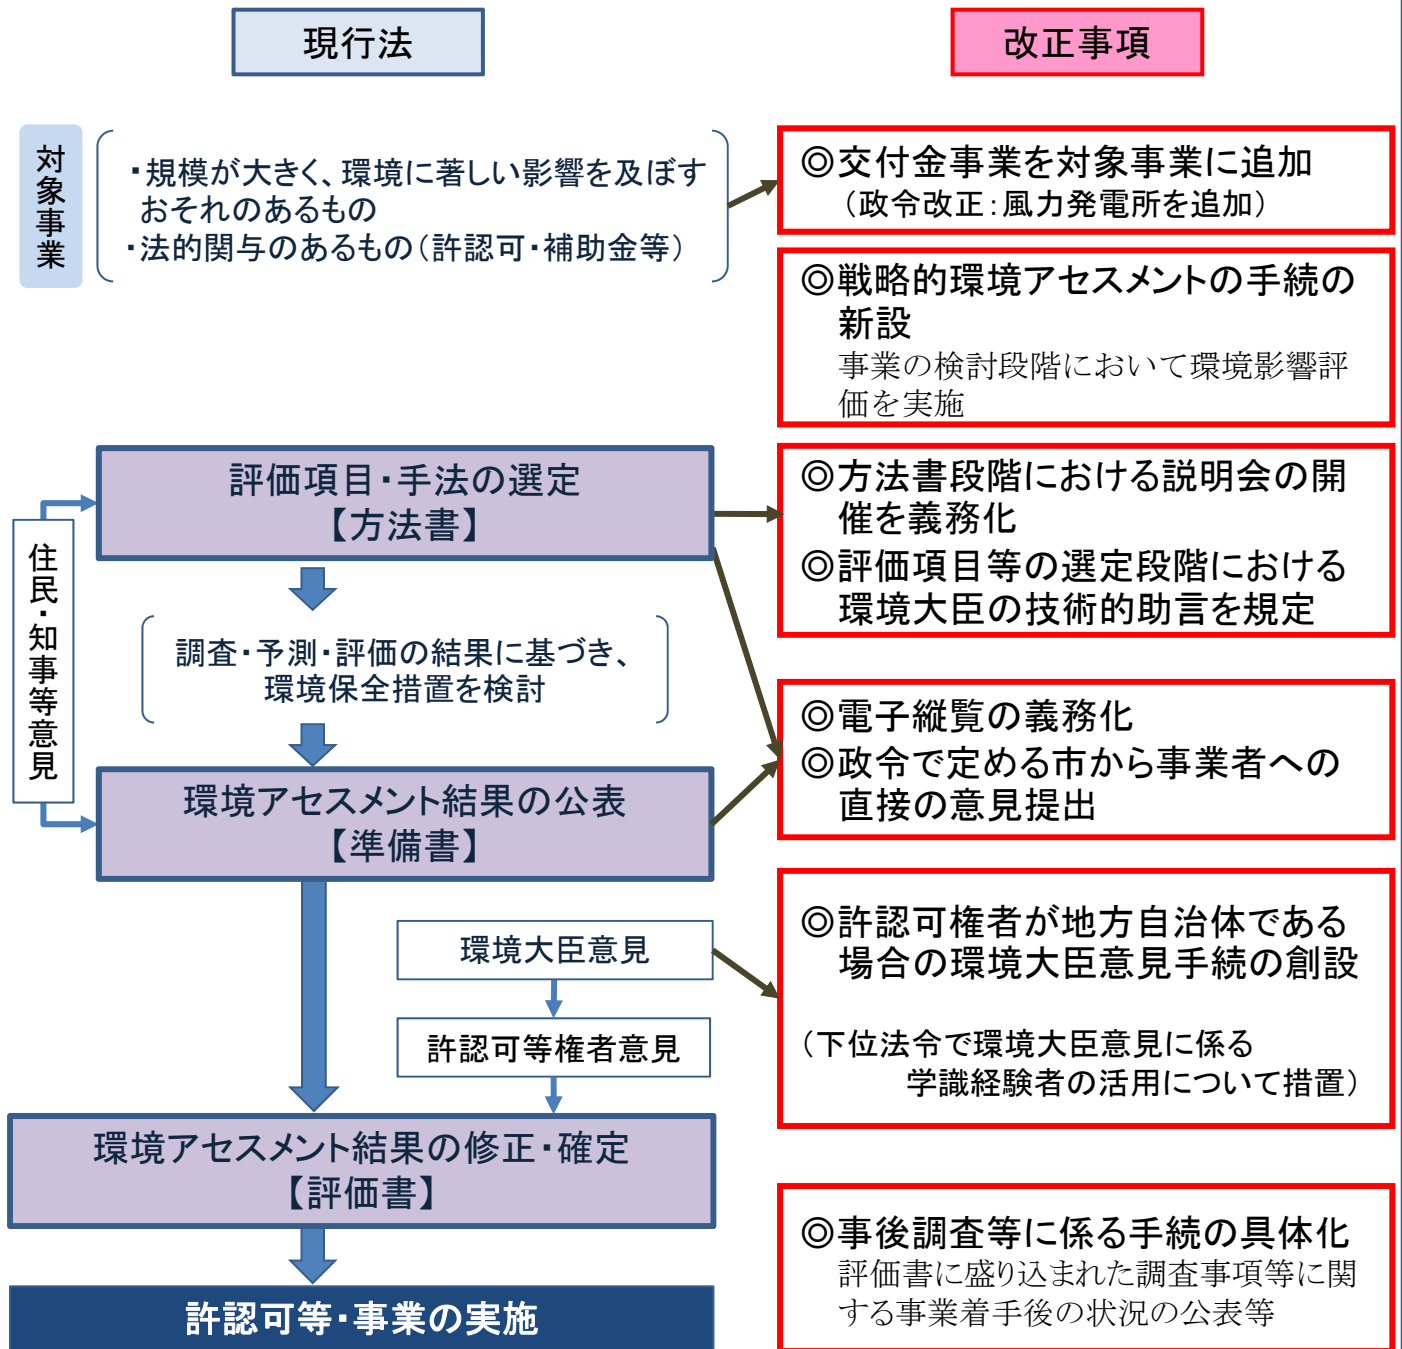 現行法
改正事項
対象事業
・規模が大きく、環境に著しい影響を及ぼす
おそれのあるもの
・法的関与のあるもの（許認可・補助金等）
◎交付金事業を対象事業に追加
（政令改正：風力発電所を追加）
◎戦略的環境アセスメントの手続の
新設
事業の検討段階において環境影響評
価を実施
評価項目・手法の選定
【方法書】
◎方法書段階における説明会の開
催を義務化
◎評価項目等の選定段階における
環境大臣の技術的助言を規定
住民・知事等意見
調査・予測・評価の結果に基づき、
環境保全措置を検討
◎電子縦覧の義務化
◎政令で定める市から事業者への
直接の意見提出
環境アセスメント結果の公表
【準備書】
環境大臣意見
許認可等権者意見
◎許認可権者が地方自治体である
場合の環境大臣意見手続の創設
（下位法令で環境大臣意見に係る
学識経験者の活用について措置）
環境アセスメント結果の修正・確定
【評価書】
◎事後調査等に係る手続の具体化
評価書に盛り込まれた調査事項等に関
する事業着手後の状況の公表等
許認可等・事業の実施